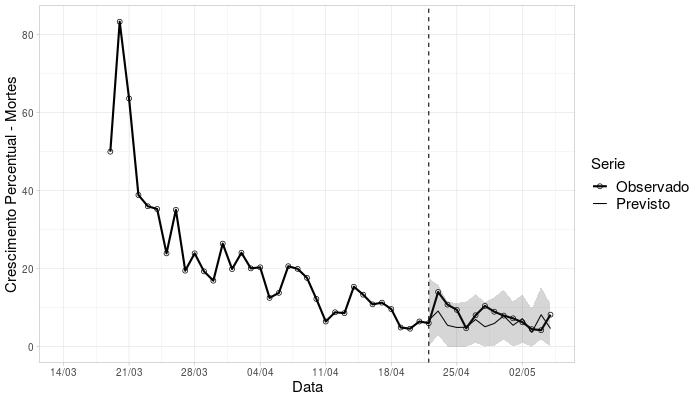 Crescimento Percentual - Mortes
80
60
40
20
0
14/03 21/03 28/03 04/04 11/04 18/04 25/04 02/05
Data
Serie
Observado
Previsto